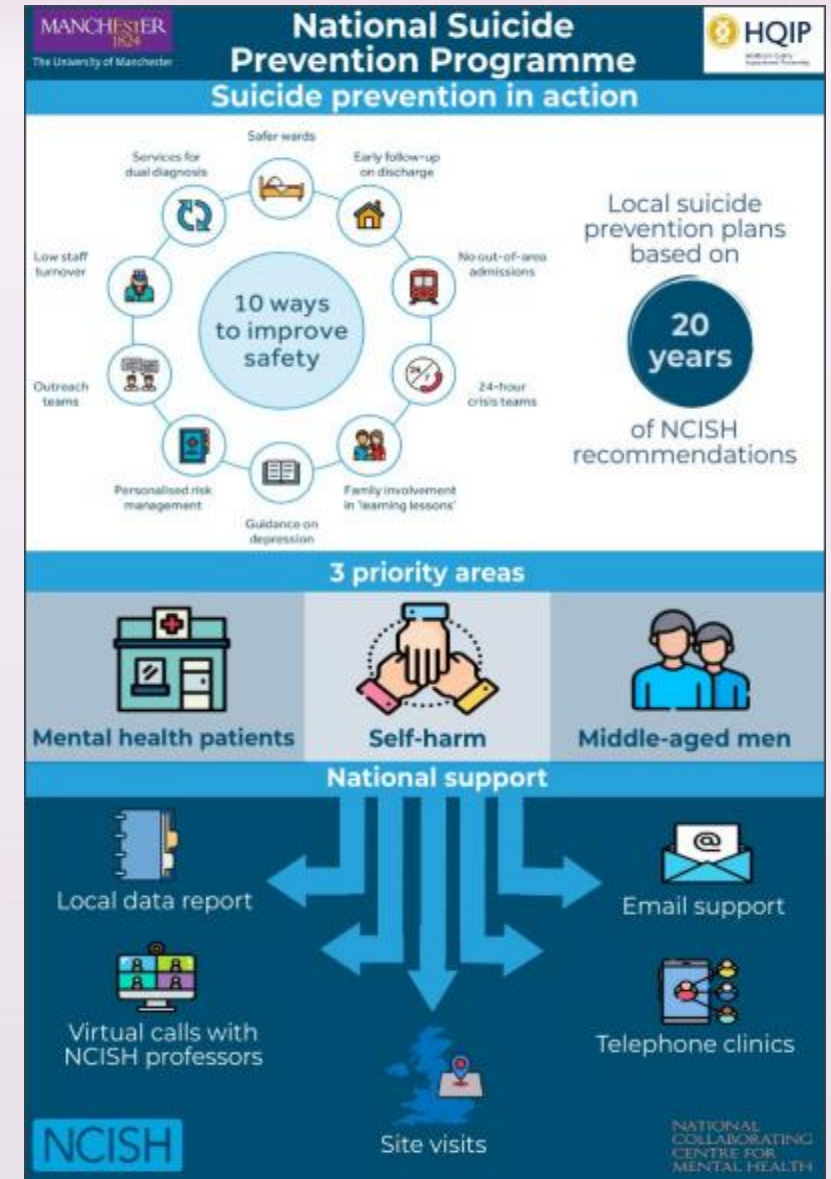 MANCHESTER
1824
The University of Manchester
National Suicide
Prevention Programme
HQIP
Suicide prevention in action
Safer wards
Services for
dual diagnosis
Early follow-up
on discharge
Low staff
turnover
No out-of-area
admissions
10 ways
to improve
safety
Outreach
teams
24-hour
crisis teams
Personalised risk
management
Family involvement
in 'learning lessons'
Guidance on
depression
Local suicide
prevention plans
based on
20
years
of NCISH
recommendations
3 priority areas
Mental health patients
Self-harm
Middle-aged men
National support
Local data report
@
Email support
Virtual calls with
NCISH professors
Telephone clinics
Site visits
NCISH
NATIONAL
COLLABORATING
CENTRE FOR
MENTAL HEALTH